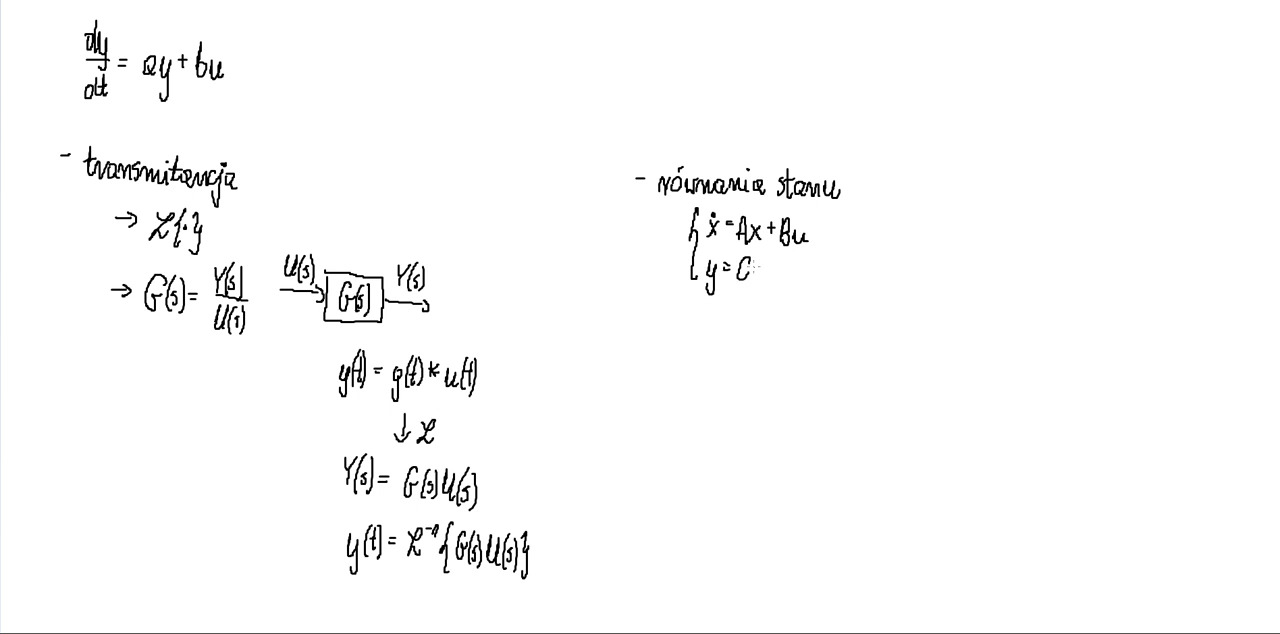 dy/dt = ay + bu
- transmitancja
→ ℒ{·}
→ G(s) = Y(s)/U(s)
U(s) → G(s) → Y(s)
y(t) = g(t) * u(t)
↓ ℒ
Y(s) = G(s)U(s)
y(t) = ℒ⁻¹{G(s)U(s)}
- równania stanu
{ ẋ = Ax + Bu
y = C